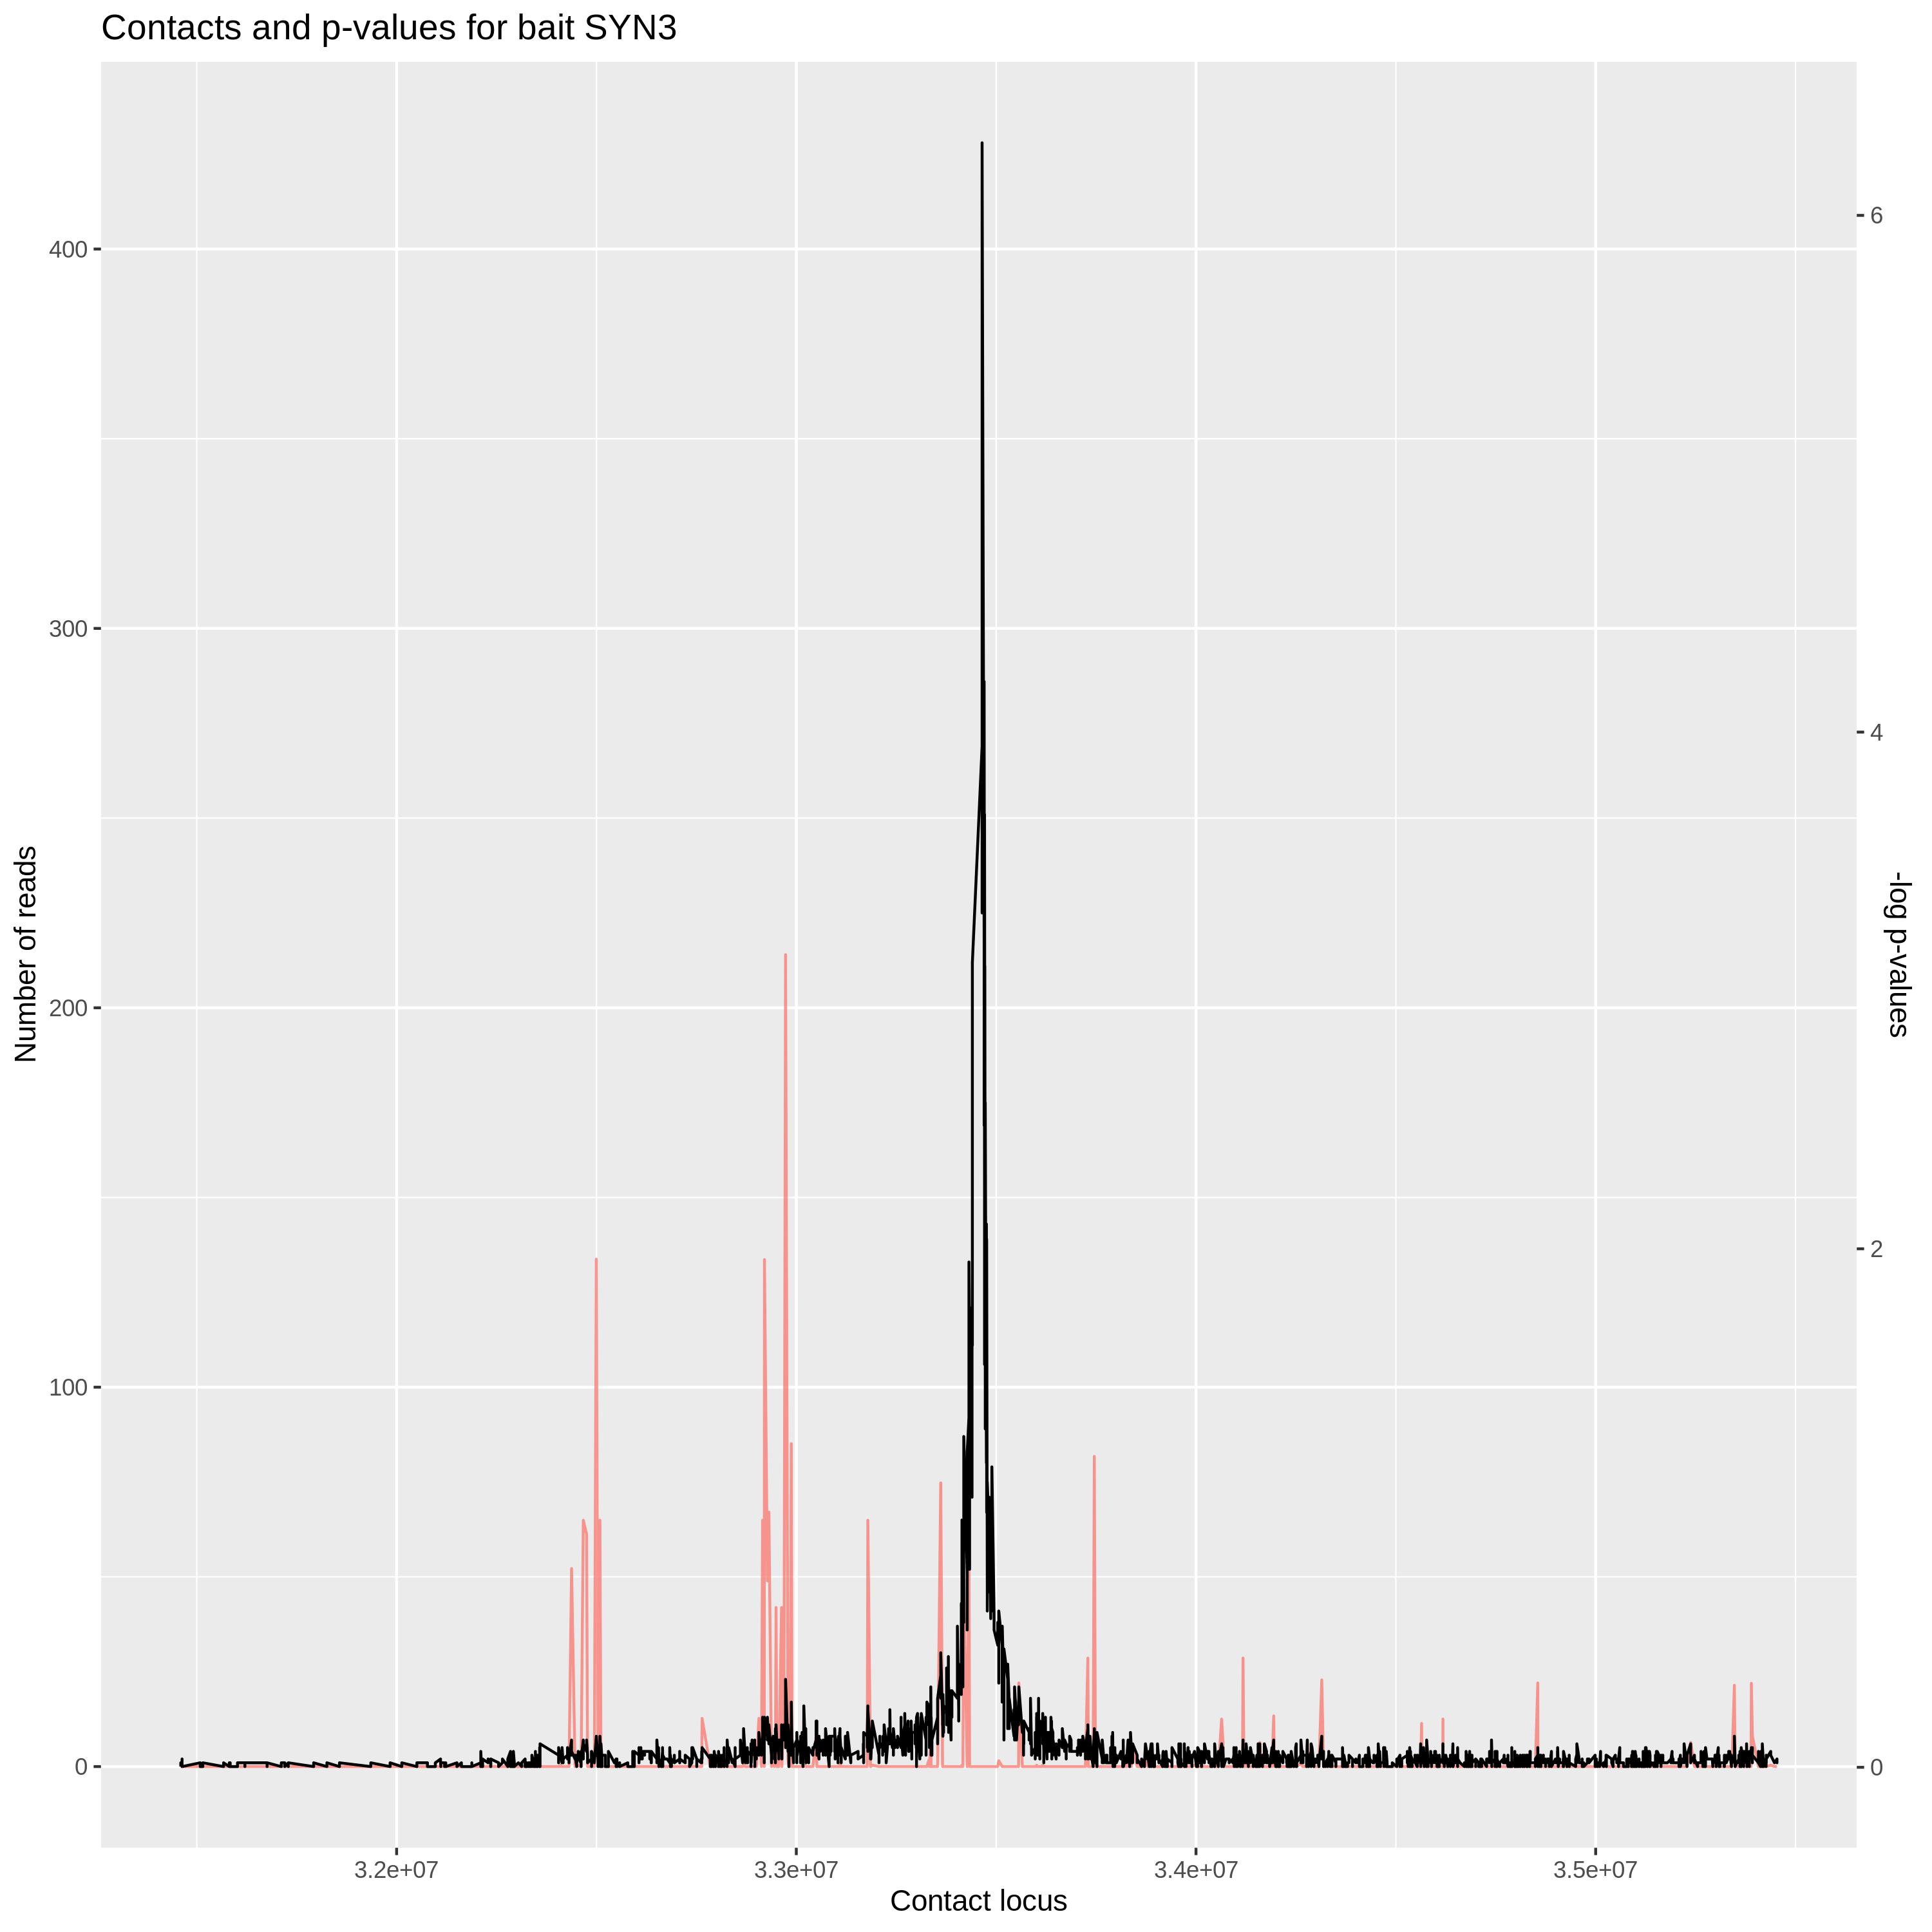 Contacts and p-values for bait SYN3
400
300
200
100
0
6
4
2
0
Number of reads
-log p-values
3.2e+07 3.3e+07 3.4e+07 3.5e+07
Contact locus